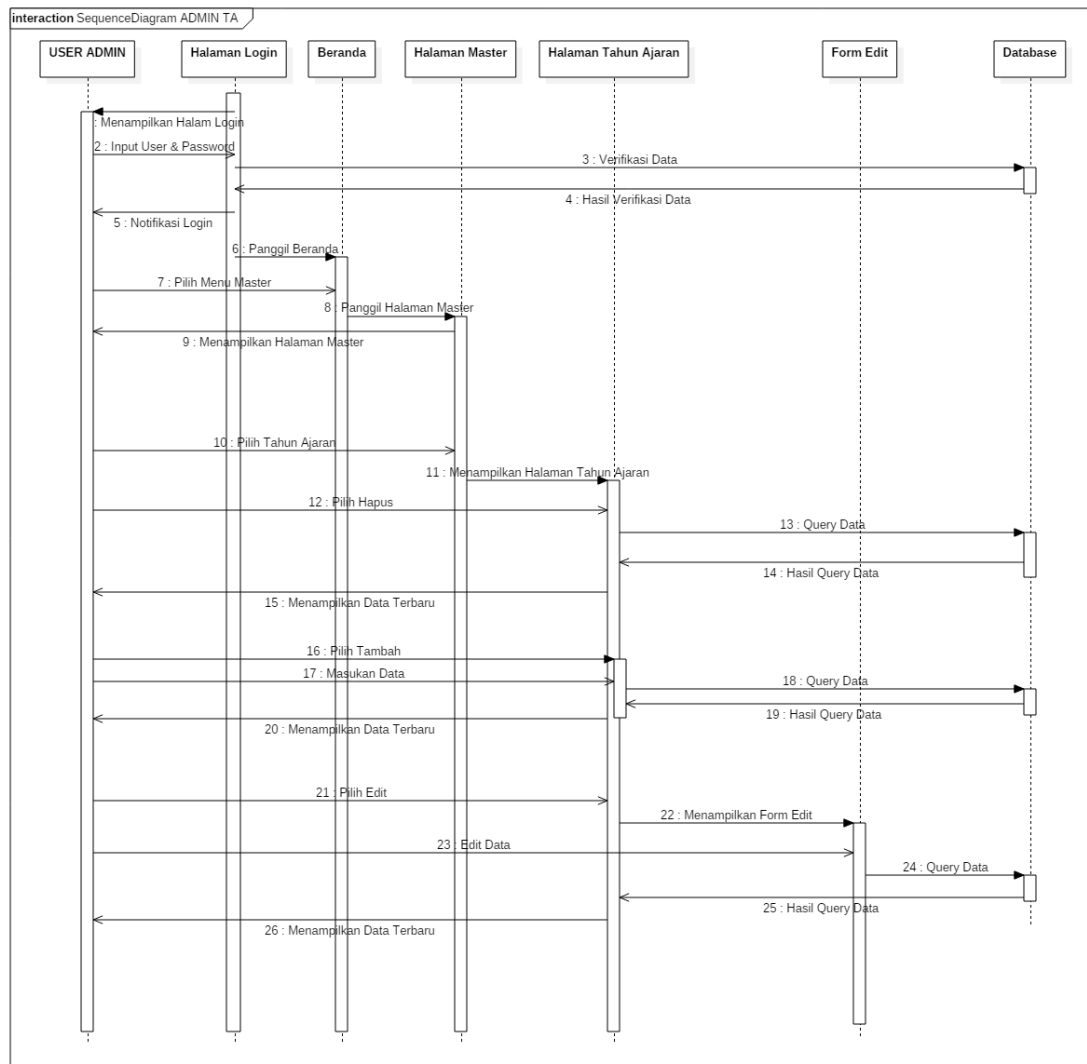 interaction SequenceDiagram ADMIN TA
USER ADMIN
Halaman Login
Beranda
Halaman Master
Halaman Tahun Ajaran
Form Edit
Database
: Menampilkan Halam Login
2 : Input User & Password
3 : Verifikasi Data
4 : Hasil Verifikasi Data
5 : Notifikasi Login
6 : Panggil Beranda
7 : Pilih Menu Master
8 : Panggil Halaman Master
9 : Menampilkan Halaman Master
10 : Pilih Tahun Ajaran
11 : Menampilkan Halaman Tahun Ajaran
12 : Pilih Hapus
13 : Query Data
14 : Hasil Query Data
15 : Menampilkan Data Terbaru
16 : Pilih Tambah
17 : Masukan Data
18 : Query Data
19 : Hasil Query Data
20 : Menampilkan Data Terbaru
21 : Pilih Edit
22 : Menampilkan Form Edit
23 : Edit Data
24 : Query Data
25 : Hasil Query Data
26 : Menampilkan Data Terbaru